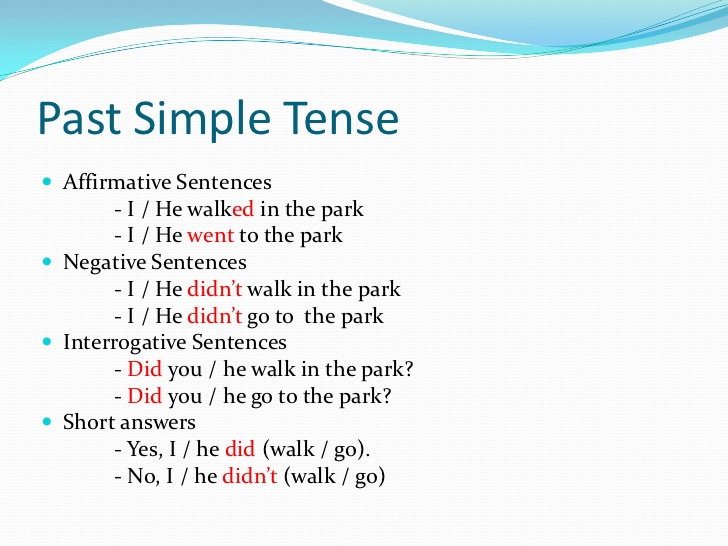 Past Simple Tense
• Affirmative Sentences
- I / He walked in the park
- I / He went to the park
• Negative Sentences
- I / He didn’t walk in the park
- I / He didn’t go to  the park
• Interrogative Sentences
- Did you / he walk in the park?
- Did you / he go to the park?
• Short answers
- Yes, I / he did (walk / go).
- No, I / he didn’t (walk / go)